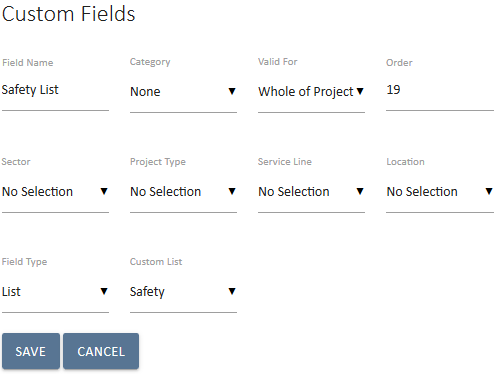 Custom Fields
Field Name Category Valid For Order
Safety List None Whole of Project 19
Sector Project Type Service Line Location
No Selection No Selection No Selection No Selection
Field Type Custom List
List Safety
SAVE CANCEL